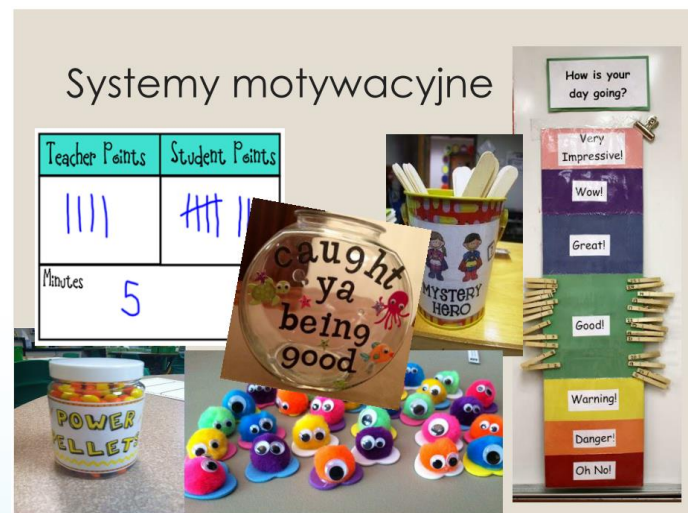 Systemy motywacyjne
Teacher Points
Student Points
Minutes
5
caught
ya
being
good
MYSTERY
HERO
POWER
PELLETS
How is your
day going?
Very
Impressive!
Wow!
Great!
Good!
Warning!
Danger!
Oh No!